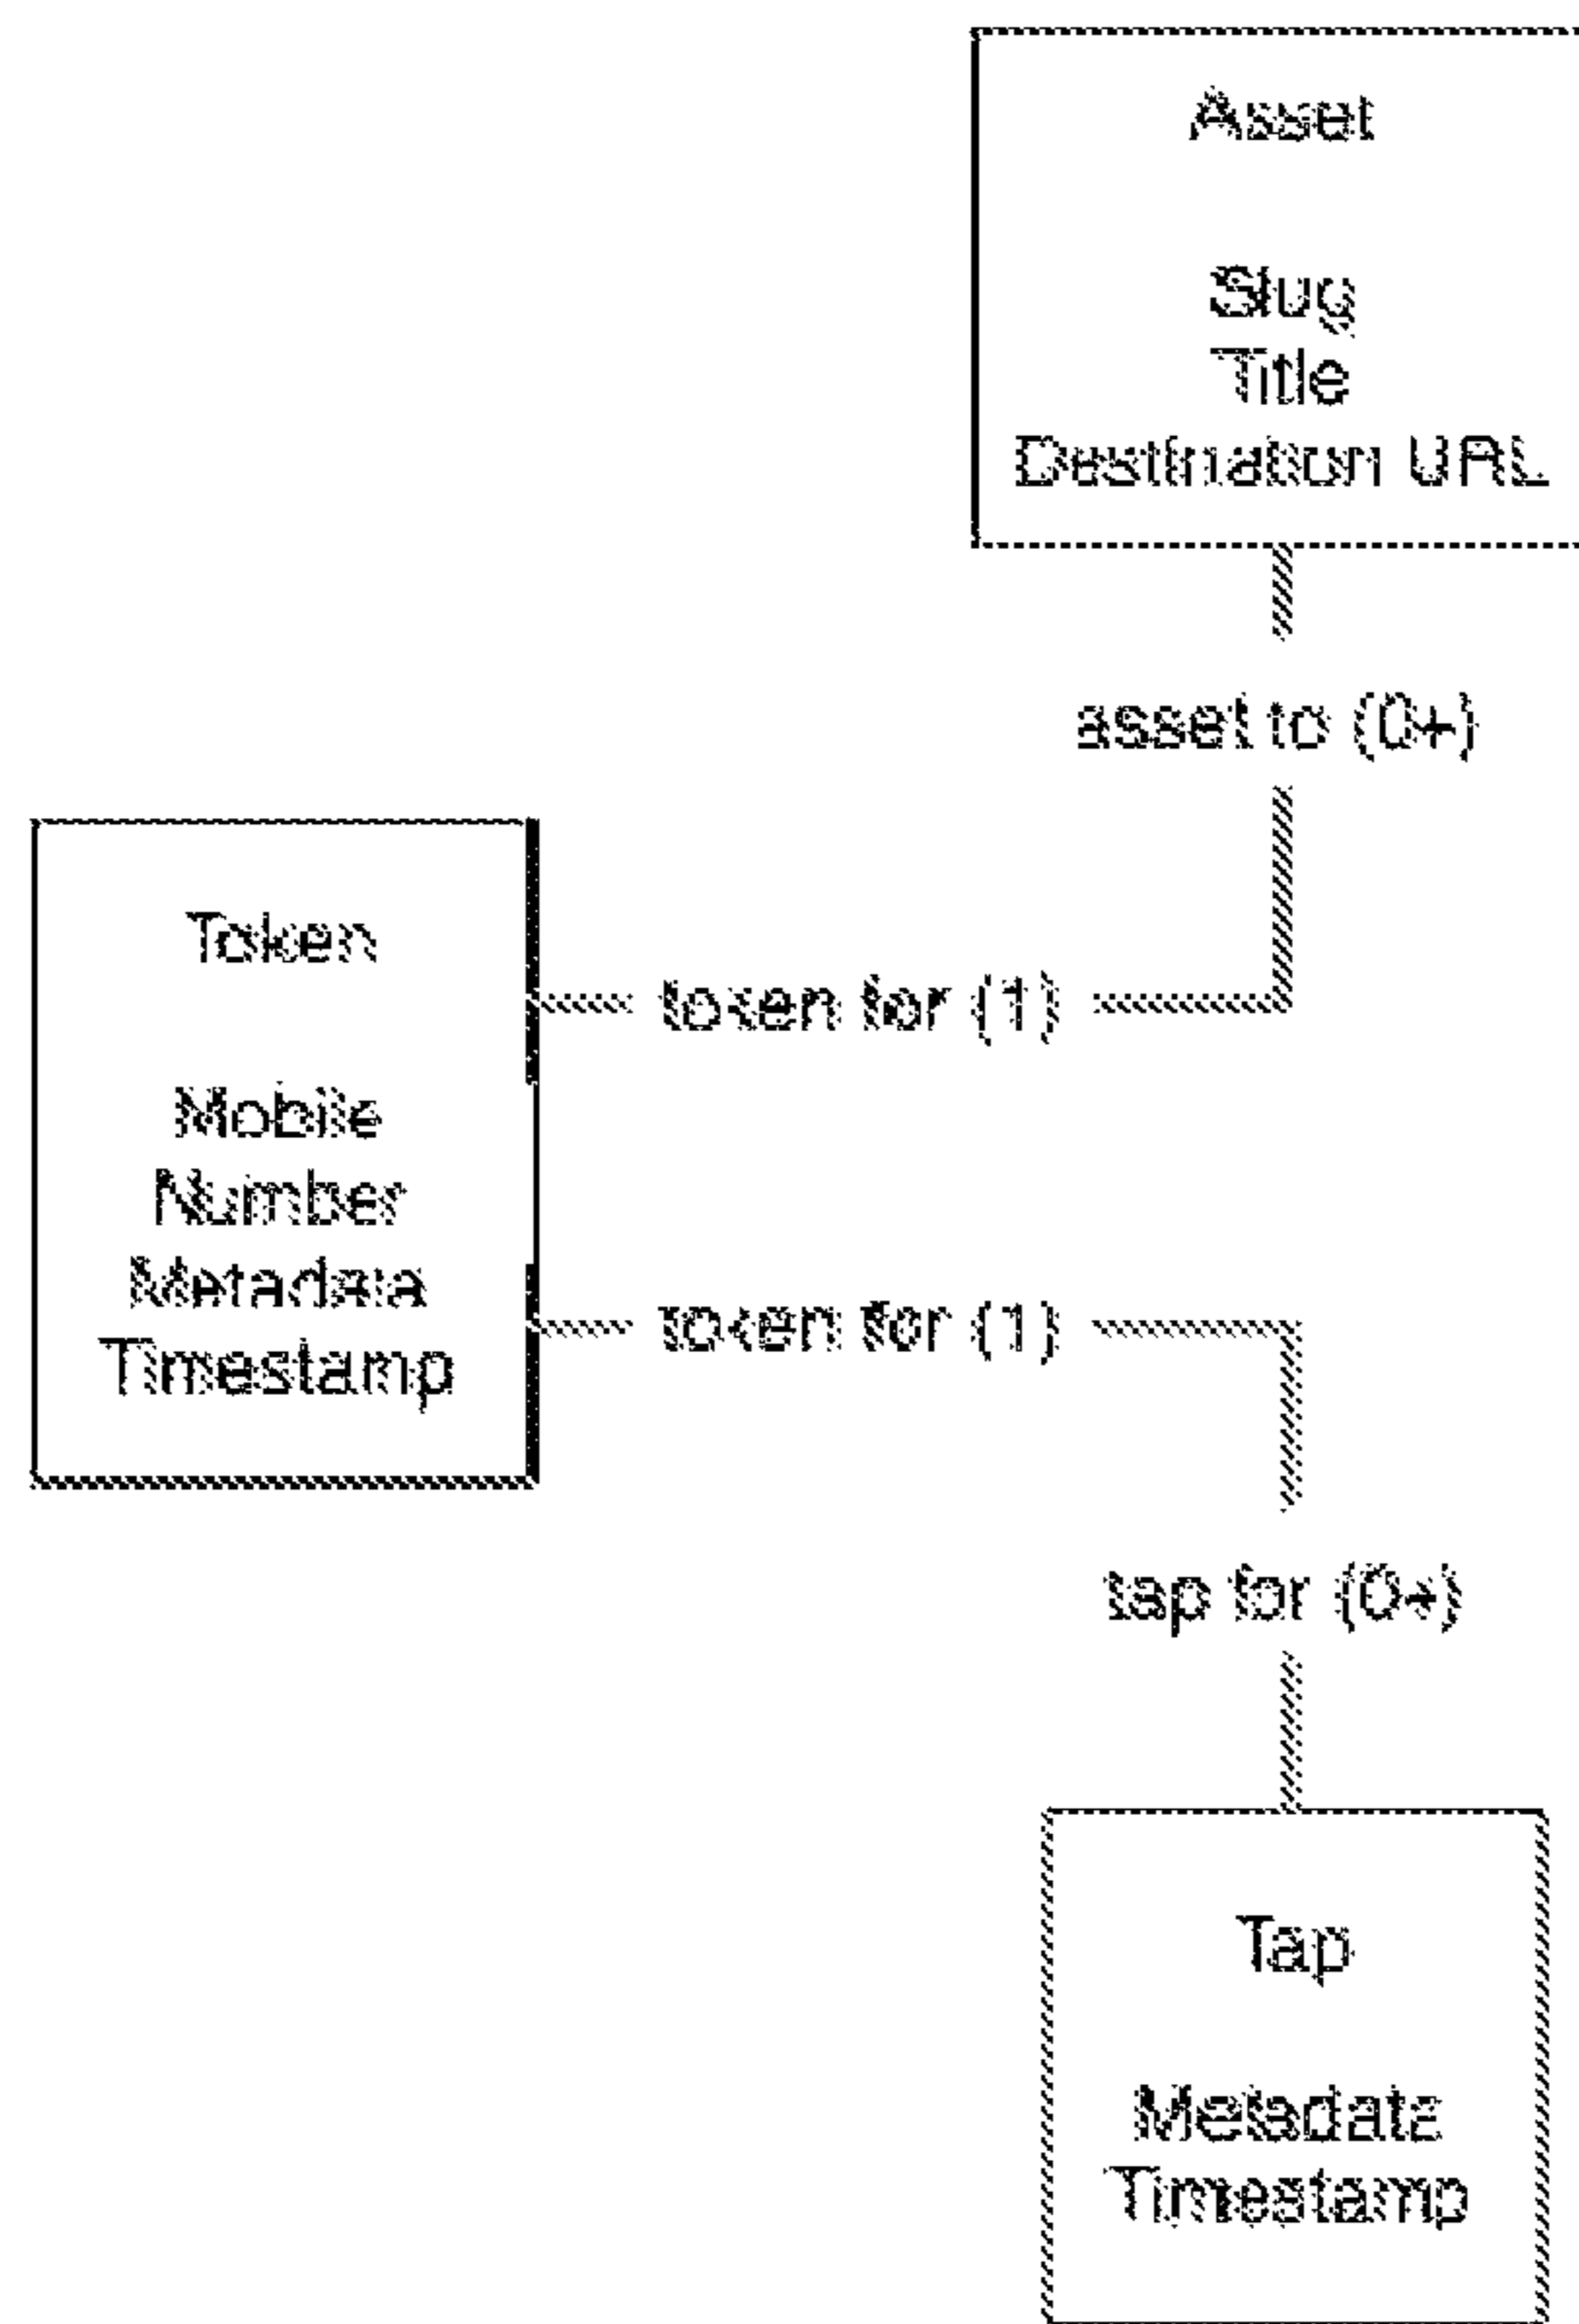 Asset
Slug
Title
Destination URL
asset to (0+)
Token
Mobile
Number
Metadata
Timestamp
token for (1)
token for (1)
tap for (0+)
Tap
Metadata
Timestamp